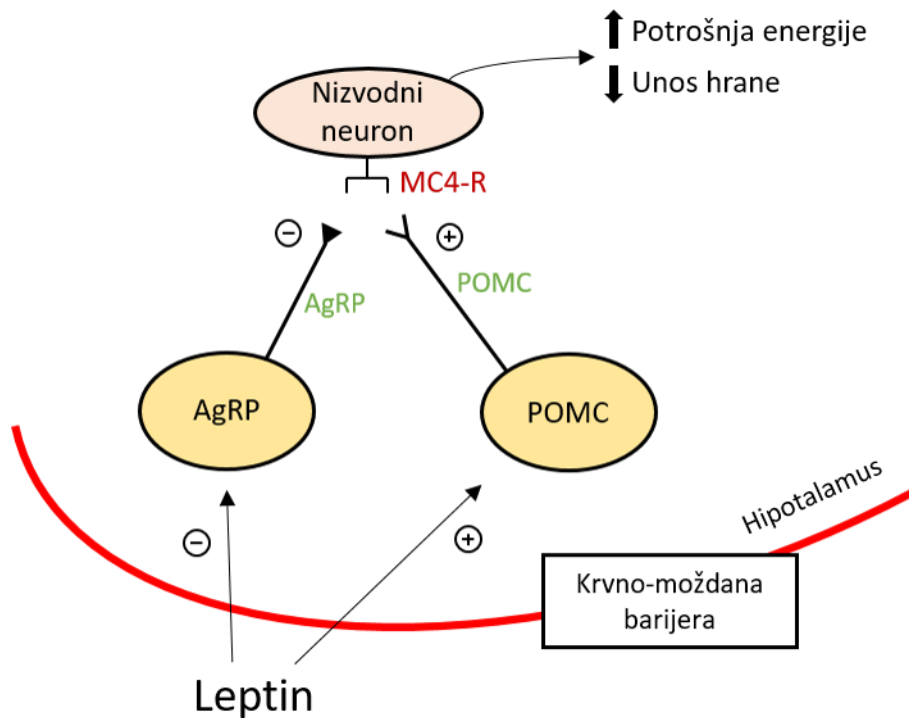 Potrošnja energije
Unos hrane
Nizvodni
neuron
MC4-R
−
+
AgRP
POMC
AgRP
POMC
Hipotalamus
−
+
Krvno-moždana
barijera
Leptin